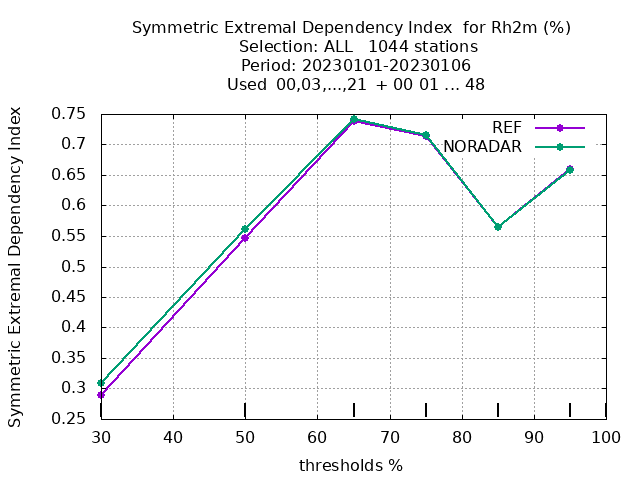 Symmetric Extremal Dependency Index  for Rh2m (%)
Selection: ALL   1044 stations
Period: 20230101-20230106
Used  00,03,...,21  + 00 01 ... 48
Symmetric Extremal Dependency Index
0.75
0.7
0.65
0.6
0.55
0.5
0.45
0.4
0.35
0.3
0.25
REF
NORADAR
30 40 50 60 70 80 90 100
thresholds %